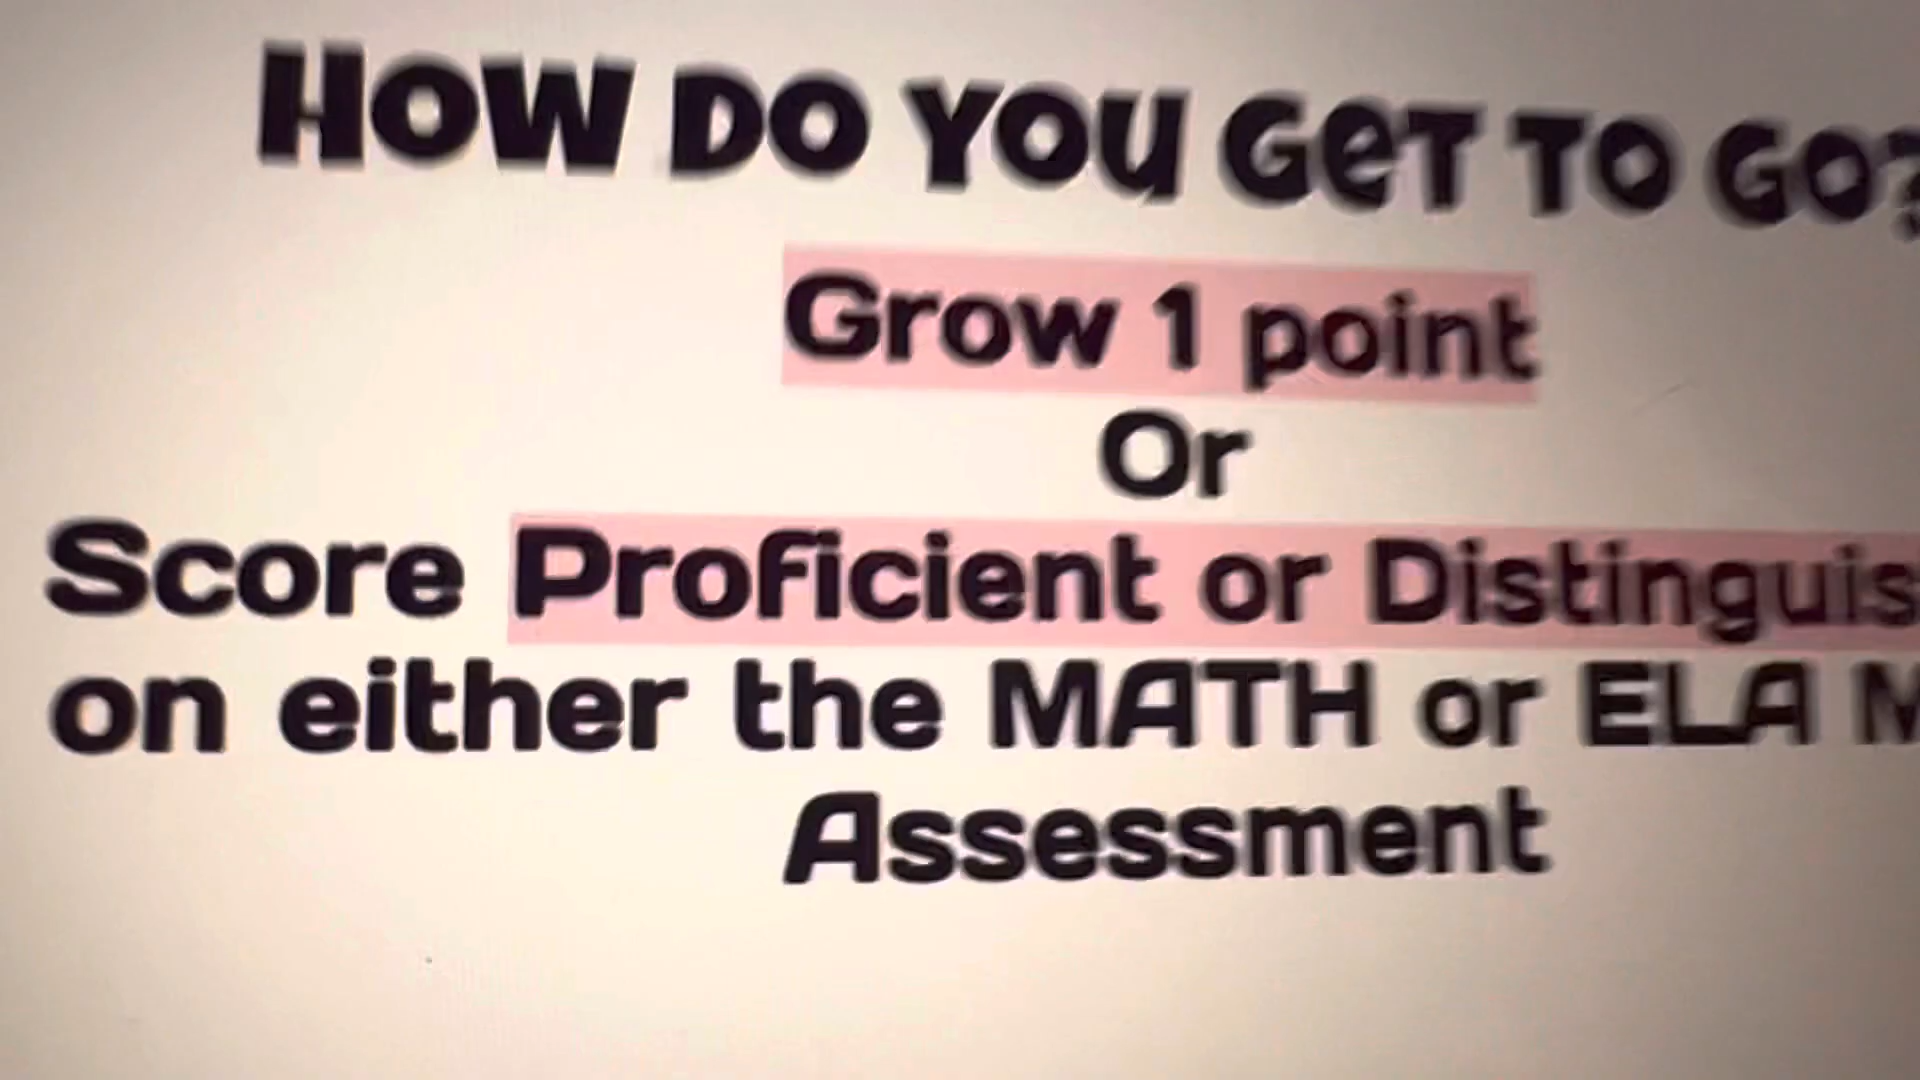 HOW DO YOU GET TO GO?
Grow 1 point
Or
Score Proficient or Distinguis
on either the MATH or ELA M
Assessment